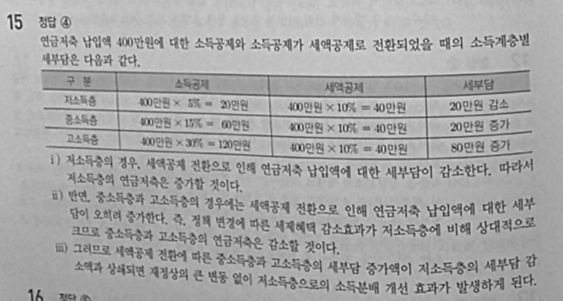 15 정답 ④
연금저축 납입액 400만원에 대한 소득공제와 소득공제가 세액공제로 전환되었을 때의 소득계층별
세부담은 다음과 같다.
구 분 소득공제 세액공제 세부담
저소득층 400만원 × 5% = 20만원 400만원 × 10% = 40만원 20만원 감소
중소득층 400만원 × 15% = 60만원 400만원 × 10% = 40만원 20만원 증가
고소득층 400만원 × 30% = 120만원 400만원 × 10% = 40만원 80만원 증가
ⅰ) 저소득층의 경우, 세액공제 전환으로 인해 연금저축 납입액에 대한 세부담이 감소한다. 따라서
저소득층의 연금저축은 증가할 것이다.
ⅱ) 반면, 중소득층과 고소득층의 경우에는 세액공제 전환으로 인해 연금저축 납입액에 대한 세부
담이 오히려 증가한다. 즉, 정책 변경에 따른 세제혜택 감소효과가 저소득층에 비해 상대적으로
크므로 중소득층과 고소득층의 연금저축은 감소할 것이다.
ⅲ) 그러므로 세액공제 전환에 따른 중소득층과 고소득층의 세부담 증가액이 저소득층의 세부담 감
소액과 상쇄되면 재정상의 큰 변동 없이 저소득층으로의 소득분배 개선 효과가 발생하게 된다.
16 정답